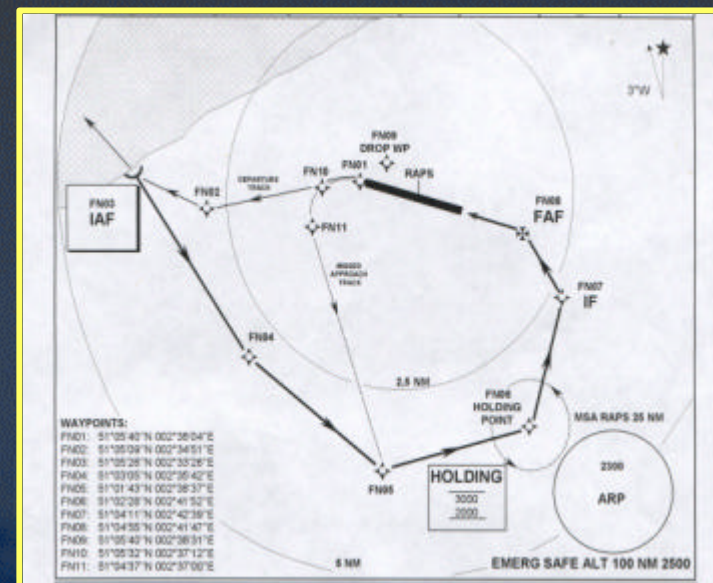 3°W
FN09
DROP WP
FN10
FN01
RAPS
DEPARTURE
TRACK
FN03
IAF
FN02
FN11
FN08
FAF
MISSED
APPROACH
TRACK
FN07
IF
FN04
2,5 NM
FN06
HOLDING
POINT
MSA RAPS 25 NM
2300
ARP
FN05
HOLDING
3000
2000
WAYPOINTS:
FN01: 51°05'40"N 002°38'04"E
FN02: 51°05'09"N 002°34'51"E
FN03: 51°05'26"N 002°33'26"E
FN04: 51°03'05"N 002°35'42"E
FN05: 51°01'43"N
FN06: 51°02'28"N 002°41'52"E
FN07: 51°04'11"N 002°42'39"E
FN08: 51°04'55"N 002°41'47"E
FN09: 51°05'40"N 002°38'31"E
FN10: 51°05'32"N 002°37'12"E
FN11: 51°04'37"N 002°37'00"E
5 NM
EMERG SAFE ALT 100 NM 2500